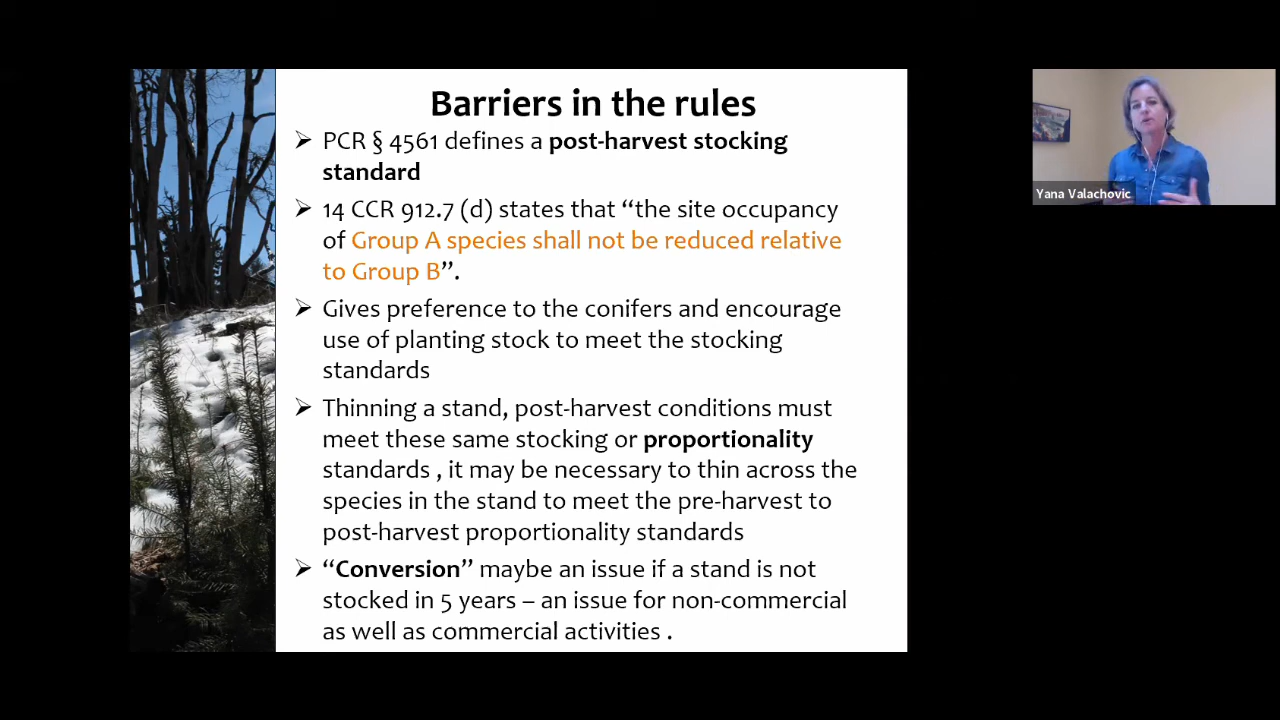 Barriers in the rules
➤ PCR § 4561 defines a post-harvest stocking
standard
➤ 14 CCR 912.7 (d) states that “the site occupancy
of Group A species shall not be reduced relative
to Group B”.
➤ Gives preference to the conifers and encourage
use of planting stock to meet the stocking
standards
➤ Thinning a stand, post-harvest conditions must
meet these same stocking or proportionality
standards , it may be necessary to thin across the
species in the stand to meet the pre-harvest to
post-harvest proportionality standards
➤ “Conversion” maybe an issue if a stand is not
stocked in 5 years – an issue for non-commercial
as well as commercial activities .
Yana Valachovic